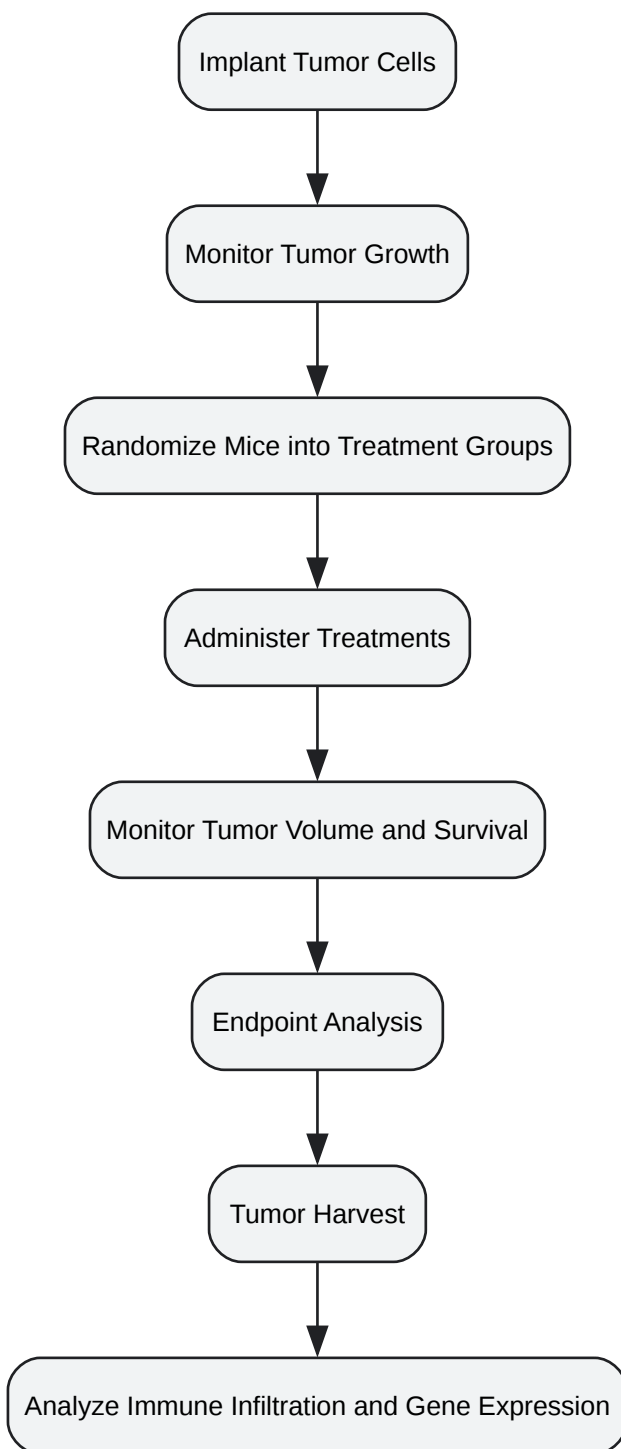 Implant Tumor Cells
Monitor Tumor Growth
Randomize Mice into Treatment Groups
Administer Treatments
Monitor Tumor Volume and Survival
Endpoint Analysis
Tumor Harvest
Analyze Immune Infiltration and Gene Expression